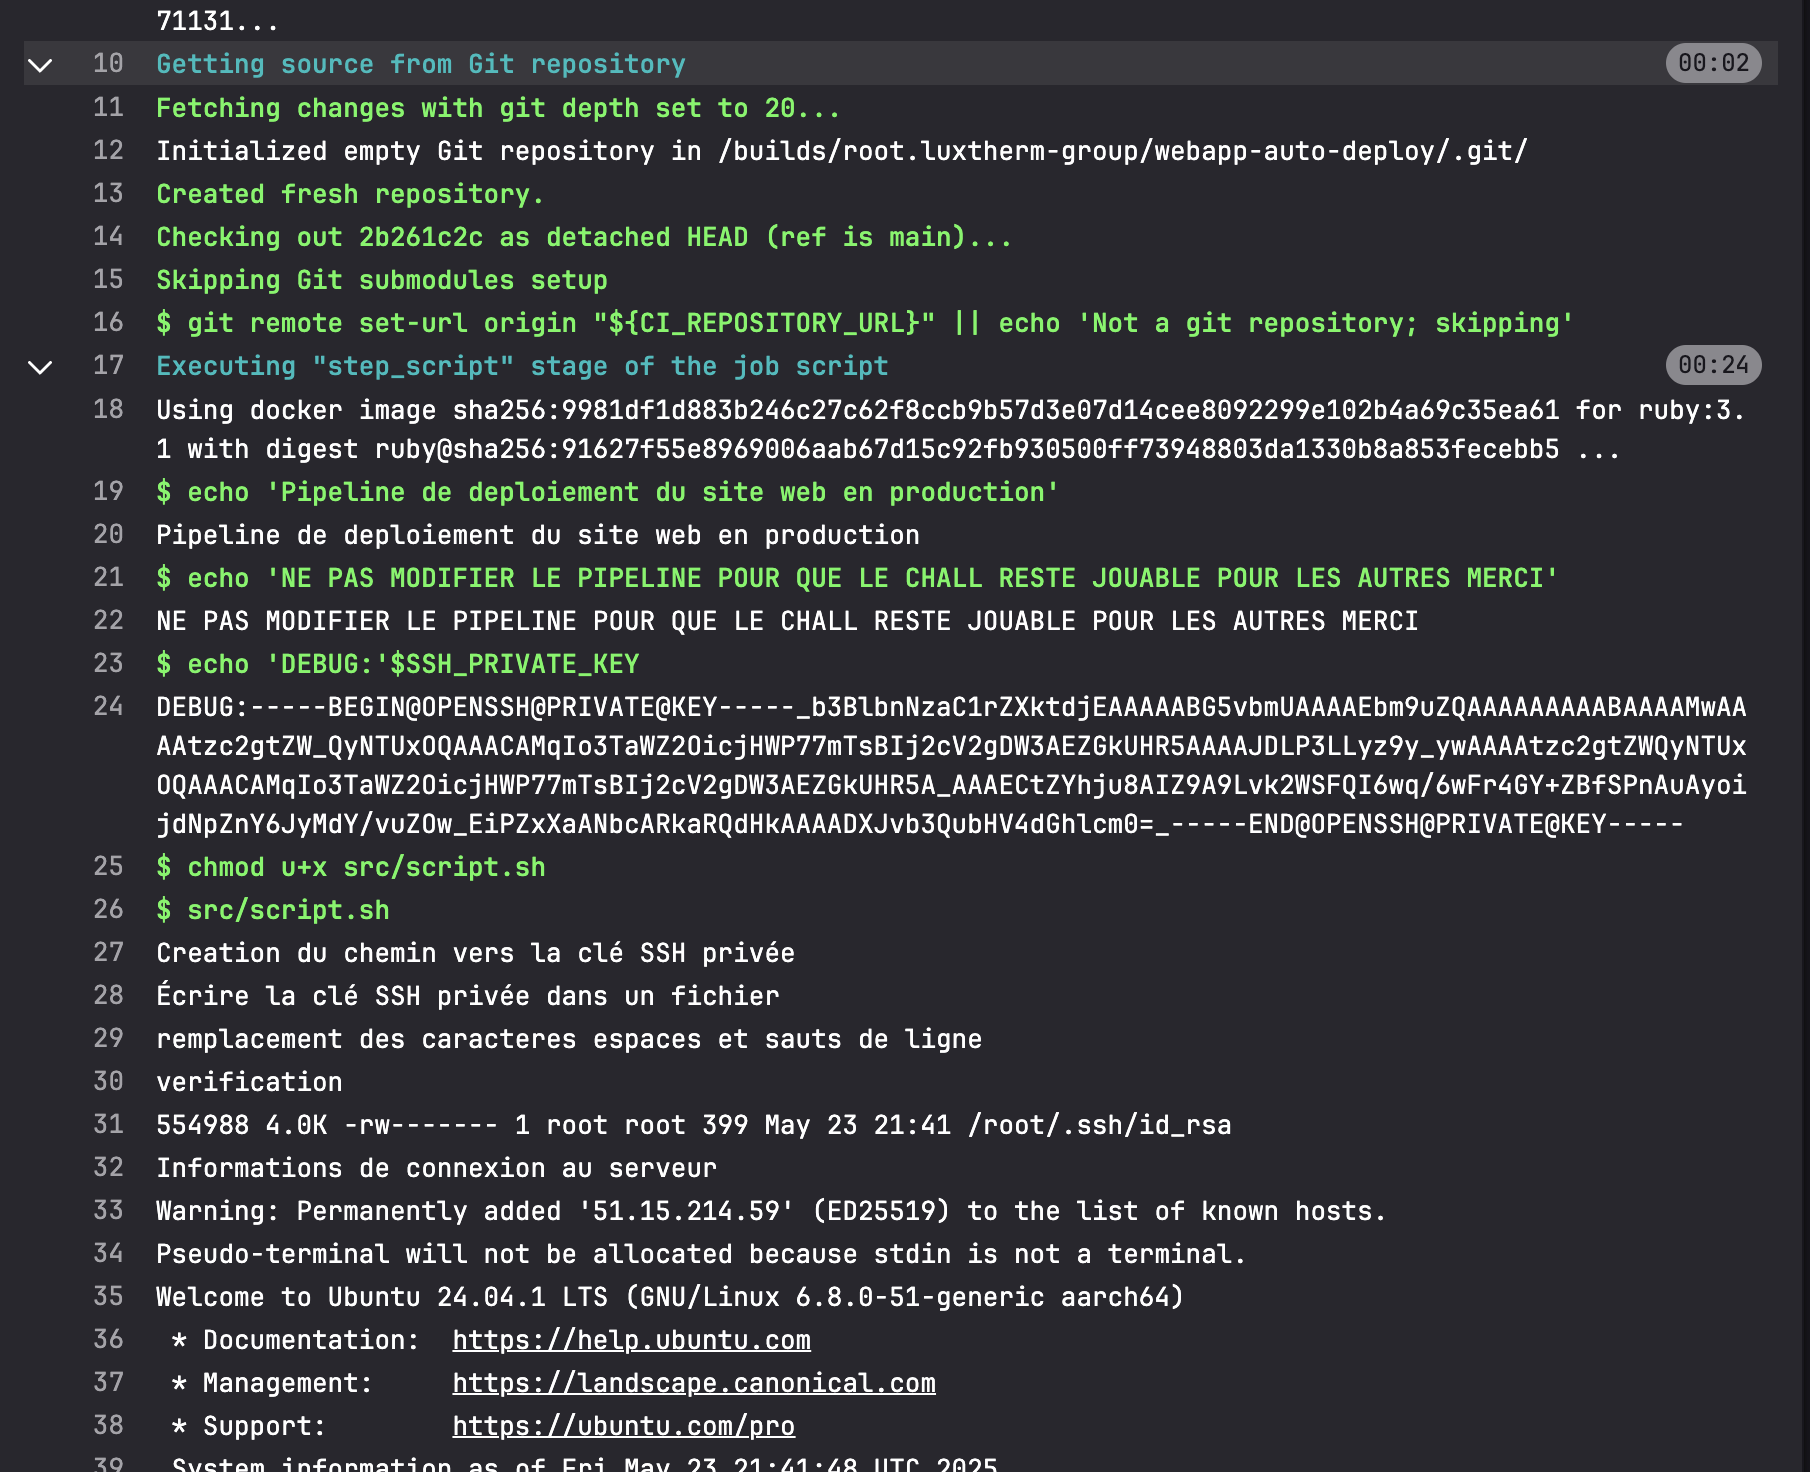 71131...
10 Getting source from Git repository 00:02
11 Fetching changes with git depth set to 20...
12 Initialized empty Git repository in /builds/root.luxtherm-group/webapp-auto-deploy/.git/
13 Created fresh repository.
14 Checking out 2b261c2c as detached HEAD (ref is main)...
15 Skipping Git submodules setup
16 $ git remote set-url origin "${CI_REPOSITORY_URL}" || echo 'Not a git repository; skipping'
17 Executing "step_script" stage of the job script 00:24
18 Using docker image sha256:9981df1d883b246c27c62f8ccb9b57d3e07d14cee8092299e102b4a69c35ea61 for ruby:3.
1 with digest ruby@sha256:91627f55e8969006aab67d15c92fb930500ff73948803da1330b8a853fecebb5 ...
19 $ echo 'Pipeline de deploiement du site web en production'
20 Pipeline de deploiement du site web en production
21 $ echo 'NE PAS MODIFIER LE PIPELINE POUR QUE LE CHALL RESTE JOUABLE POUR LES AUTRES MERCI'
22 NE PAS MODIFIER LE PIPELINE POUR QUE LE CHALL RESTE JOUABLE POUR LES AUTRES MERCI
23 $ echo 'DEBUG:'$SSH_PRIVATE_KEY
24 DEBUG:-----BEGIN@OPENSSH@PRIVATE@KEY-----_b3BlbnNzaC1rZXktdjEAAAAABG5vbmUAAAAEbm9uZQAAAAAAAAABAAAAMwAA
AAtzc2gtZW_QyNTUxOQAAACAMqIo3TaWZ2OicjHWP77mTsBIj2cV2gDW3AEZGkUHR5AAAAJDLP3LLyz9y_ywAAAAtzc2gtZWQyNTUx
OQAAACAMqIo3TaWZ2OicjHWP77mTsBIj2cV2gDW3AEZGkUHR5A_AAAECtZYhju8AIZ9A9Lvk2WSFQI6wq/6wFr4GY+ZBfSPnAuAyoi
jdNpZnY6JyMdY/vuZOw_EiPZxXaANbcARkaRQdHkAAAADXJvb3QubHV4dGhlcm0=_-----END@OPENSSH@PRIVATE@KEY-----
25 $ chmod u+x src/script.sh
26 $ src/script.sh
27 Creation du chemin vers la clé SSH privée
28 Écrire la clé SSH privée dans un fichier
29 remplacement des caracteres espaces et sauts de ligne
30 verification
31 554988 4.0K -rw------- 1 root root 399 May 23 21:41 /root/.ssh/id_rsa
32 Informations de connexion au serveur
33 Warning: Permanently added '51.15.214.59' (ED25519) to the list of known hosts.
34 Pseudo-terminal will not be allocated because stdin is not a terminal.
35 Welcome to Ubuntu 24.04.1 LTS (GNU/Linux 6.8.0-51-generic aarch64)
36 * Documentation: https://help.ubuntu.com
37 * Management: https://landscape.canonical.com
38 * Support: https://ubuntu.com/pro
39 System information as of Fri May 23 21:41:48 UTC 2025